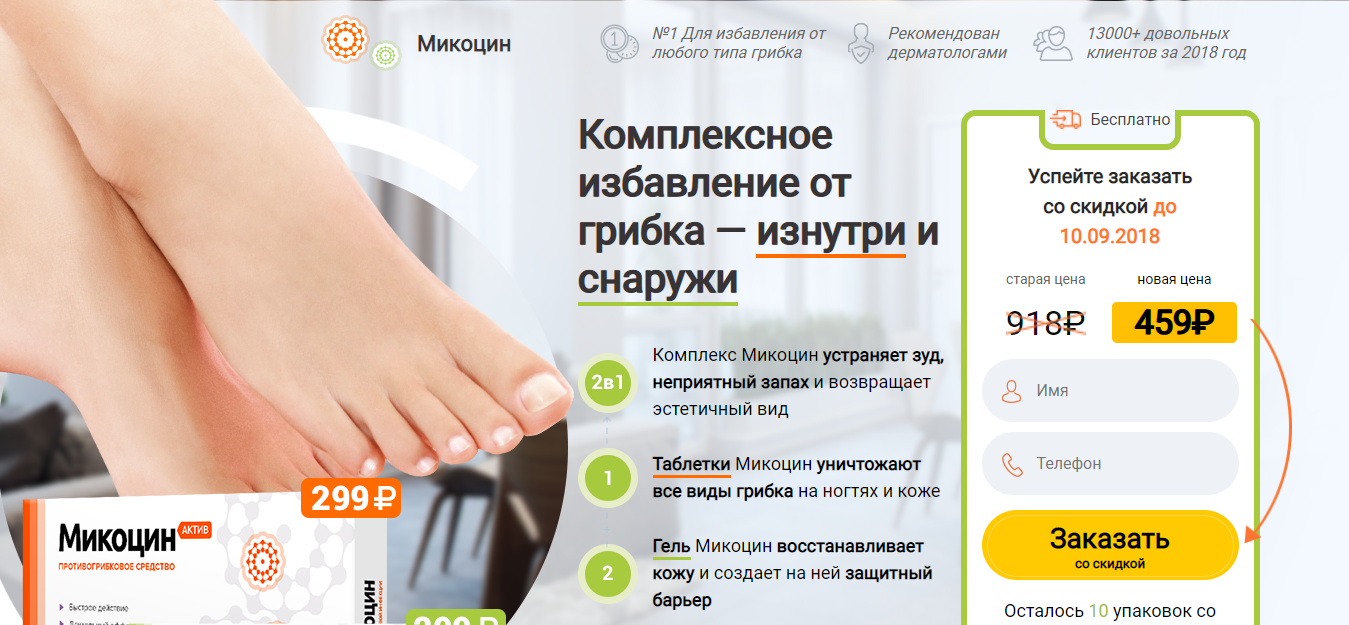 Микоцин
№1 Для избавления от
любого типа грибка
Рекомендован
дерматологами
13000+ довольных
клиентов за 2018 год
Комплексное
избавление от
грибка — изнутри и
снаружи
2в1
Комплекс Микоцин устраняет зуд,
неприятный запах и возвращает
эстетичный вид
1
Таблетки Микоцин уничтожают
все виды грибка на ногтях и коже
2
Гель Микоцин восстанавливает
кожу и создает на ней защитный
барьер
Бесплатно
Успейте заказать
со скидкой до
10.09.2018
старая цена
новая цена
918₽
459₽
Имя
Телефон
Заказать
со скидкой
Осталось 10 упаковок со
299₽
Микоцин АКТИВ
ПРОТИВОГРИБКОВОЕ СРЕДСТВО
Быстрое действие